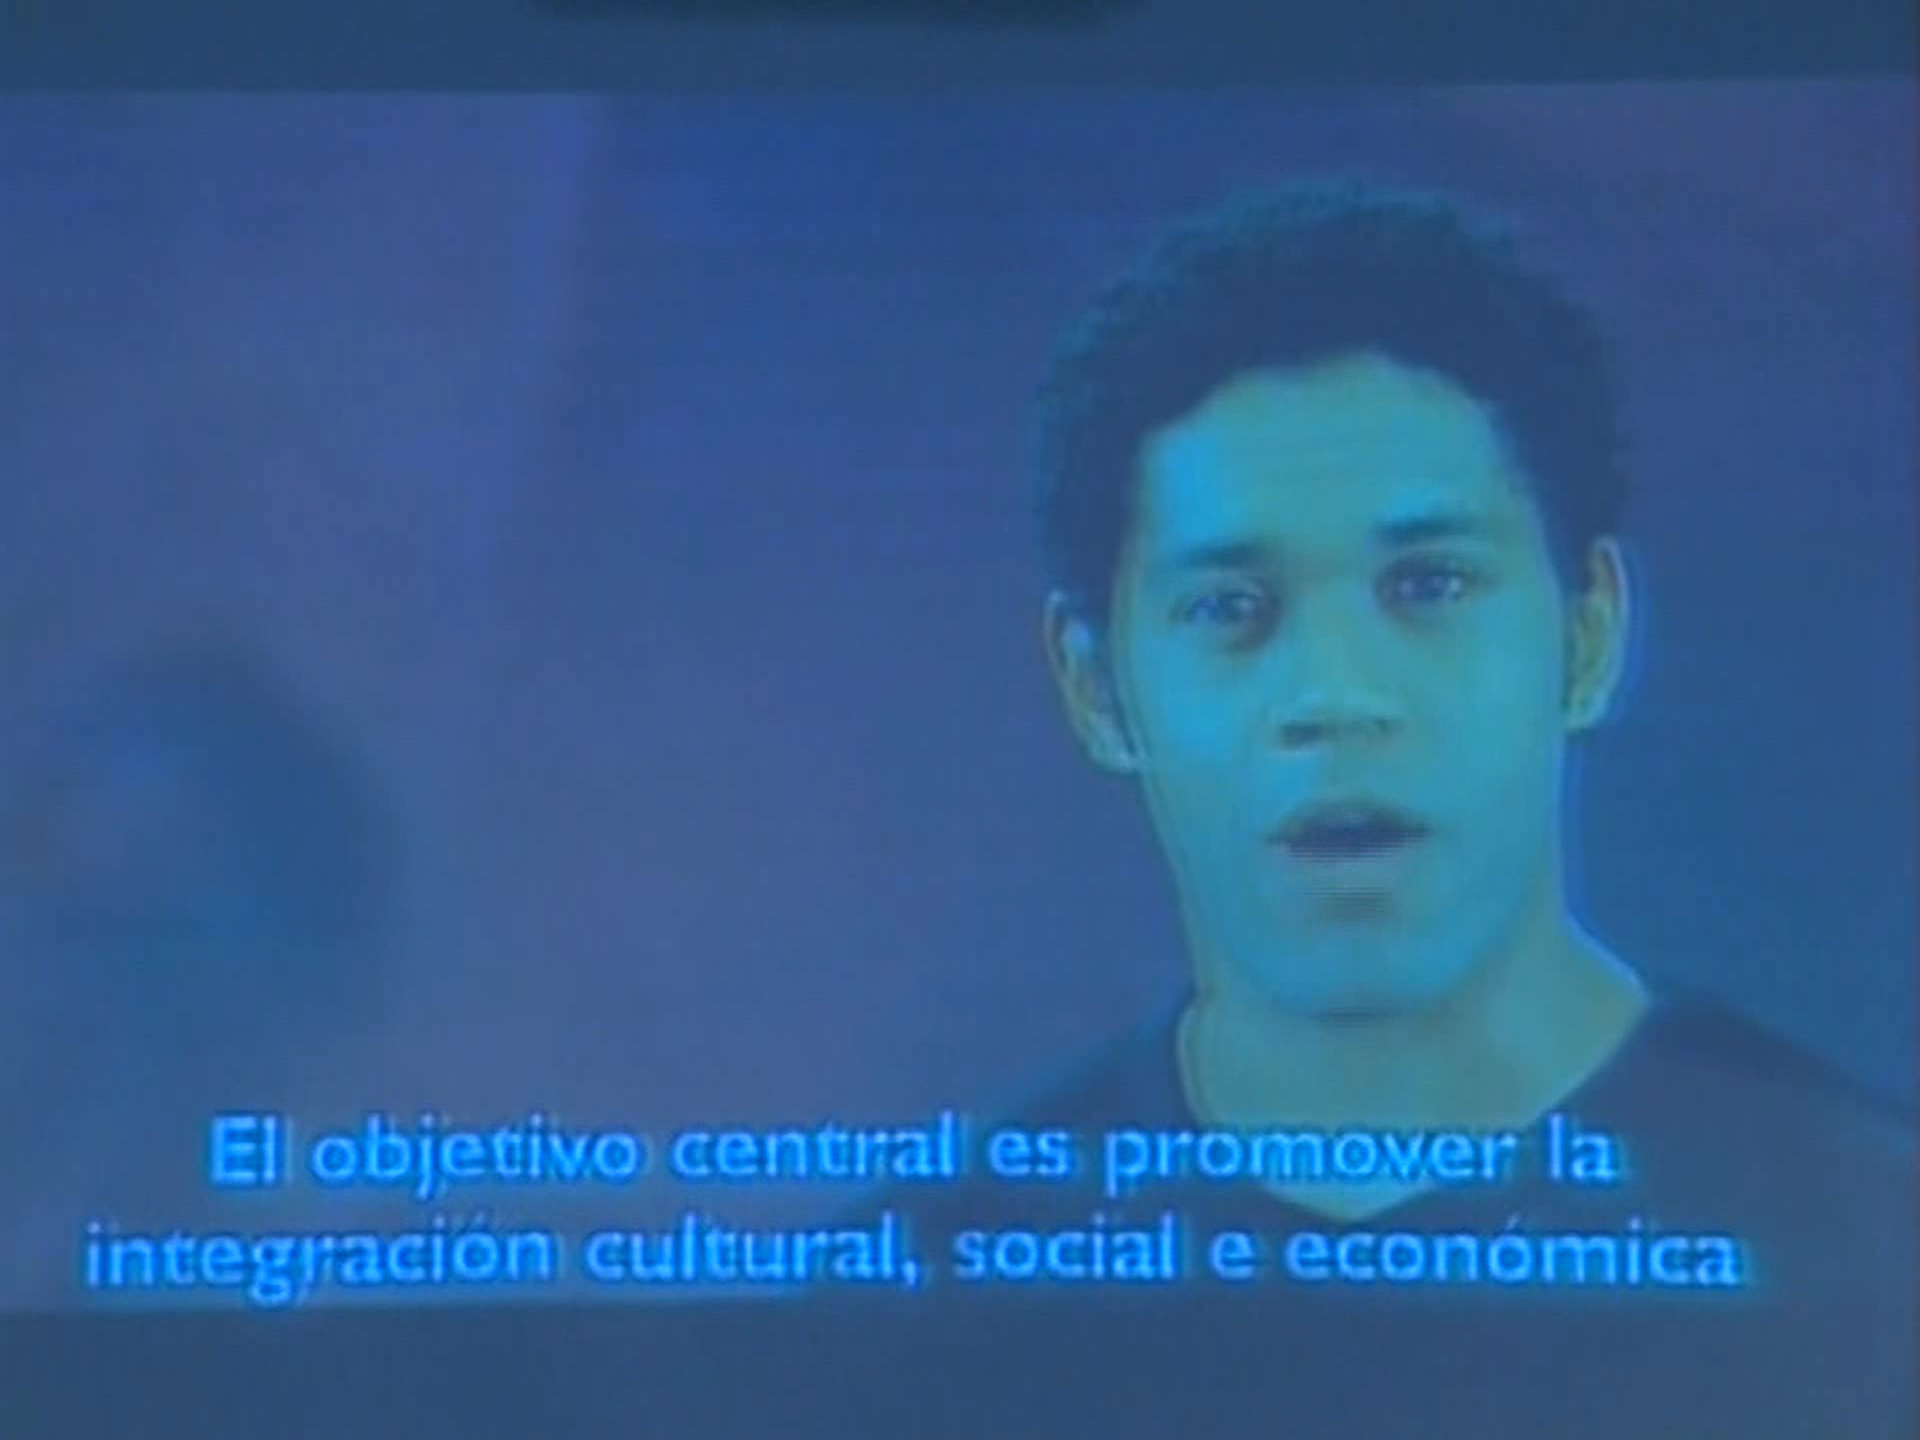 El objetivo central es promover la
integración cultural, social e económica